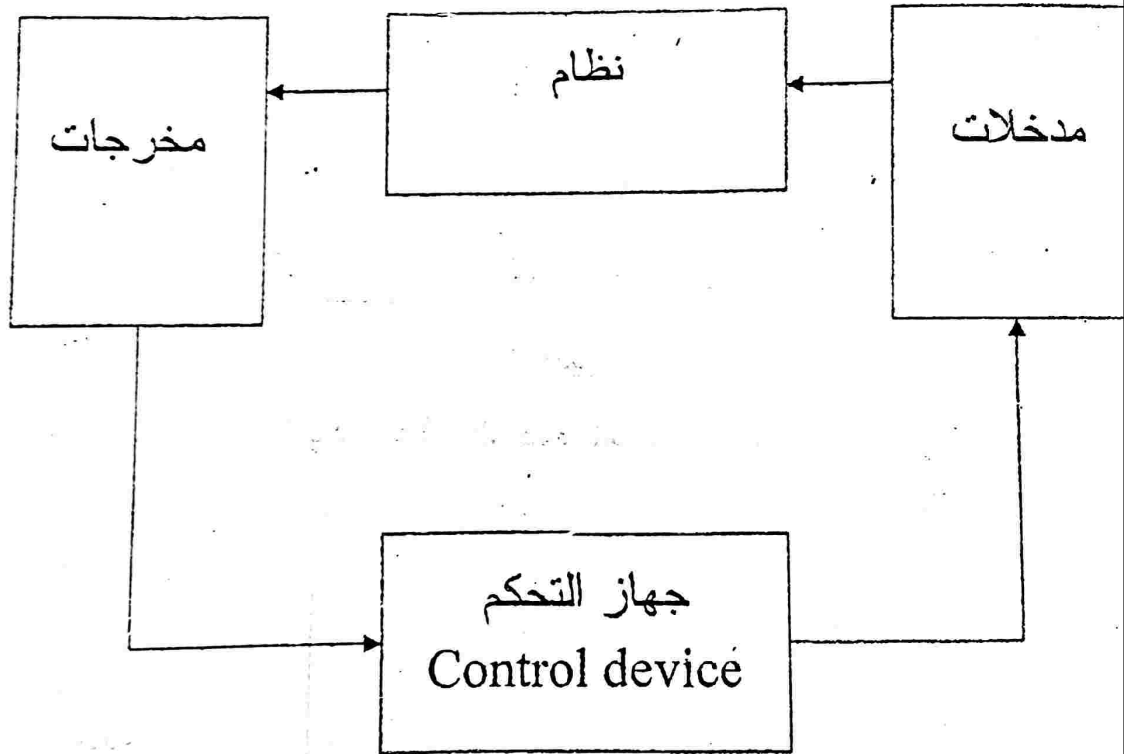 مدخلات
نظام
مخرجات
جهاز التحكم
Control device